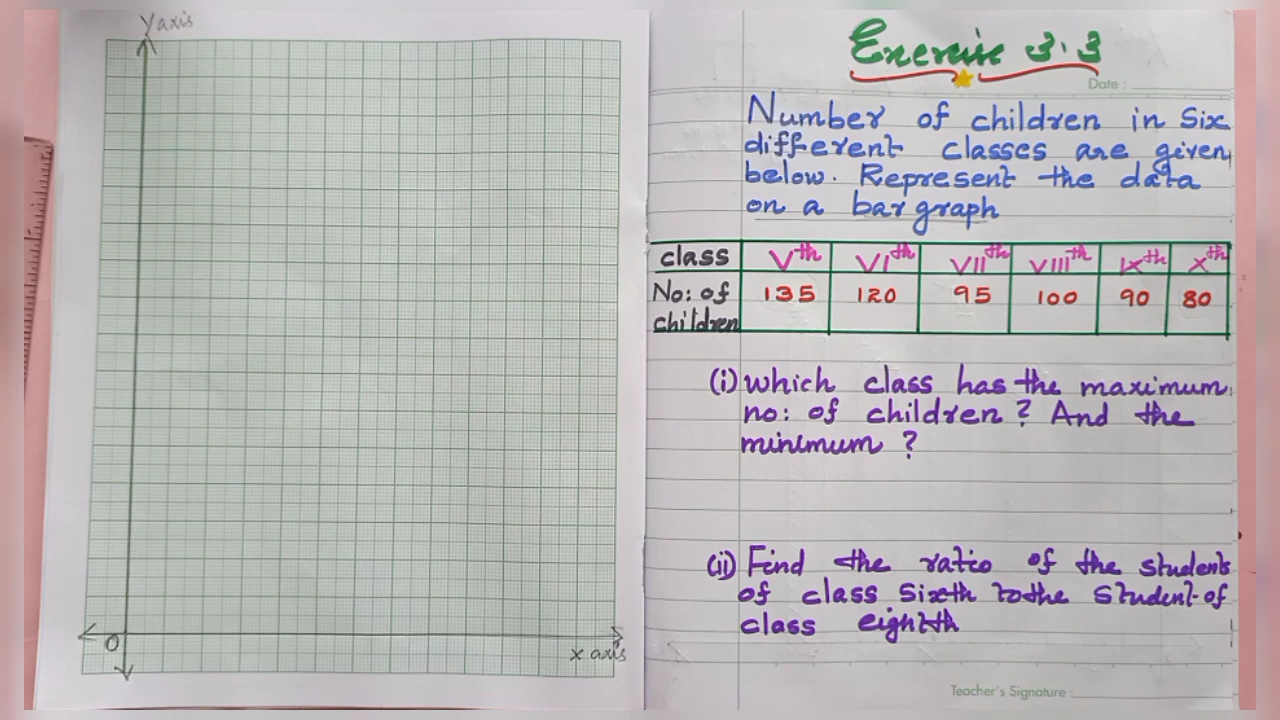 Y axis
O
x axis
Exercise 3.3
Date :
Number of children in Six
different classes are given
below. Represent the data
on a bar graph
class Vth VIth VIIth VIIIth IXth Xth
No: of 135 120 95 100 90 80
children
(i) which class has the maximum
no: of children? And the
minimum?
(ii) Find the ratio of the students
of class sixth to the student of
class eighth
Teacher's Signature :